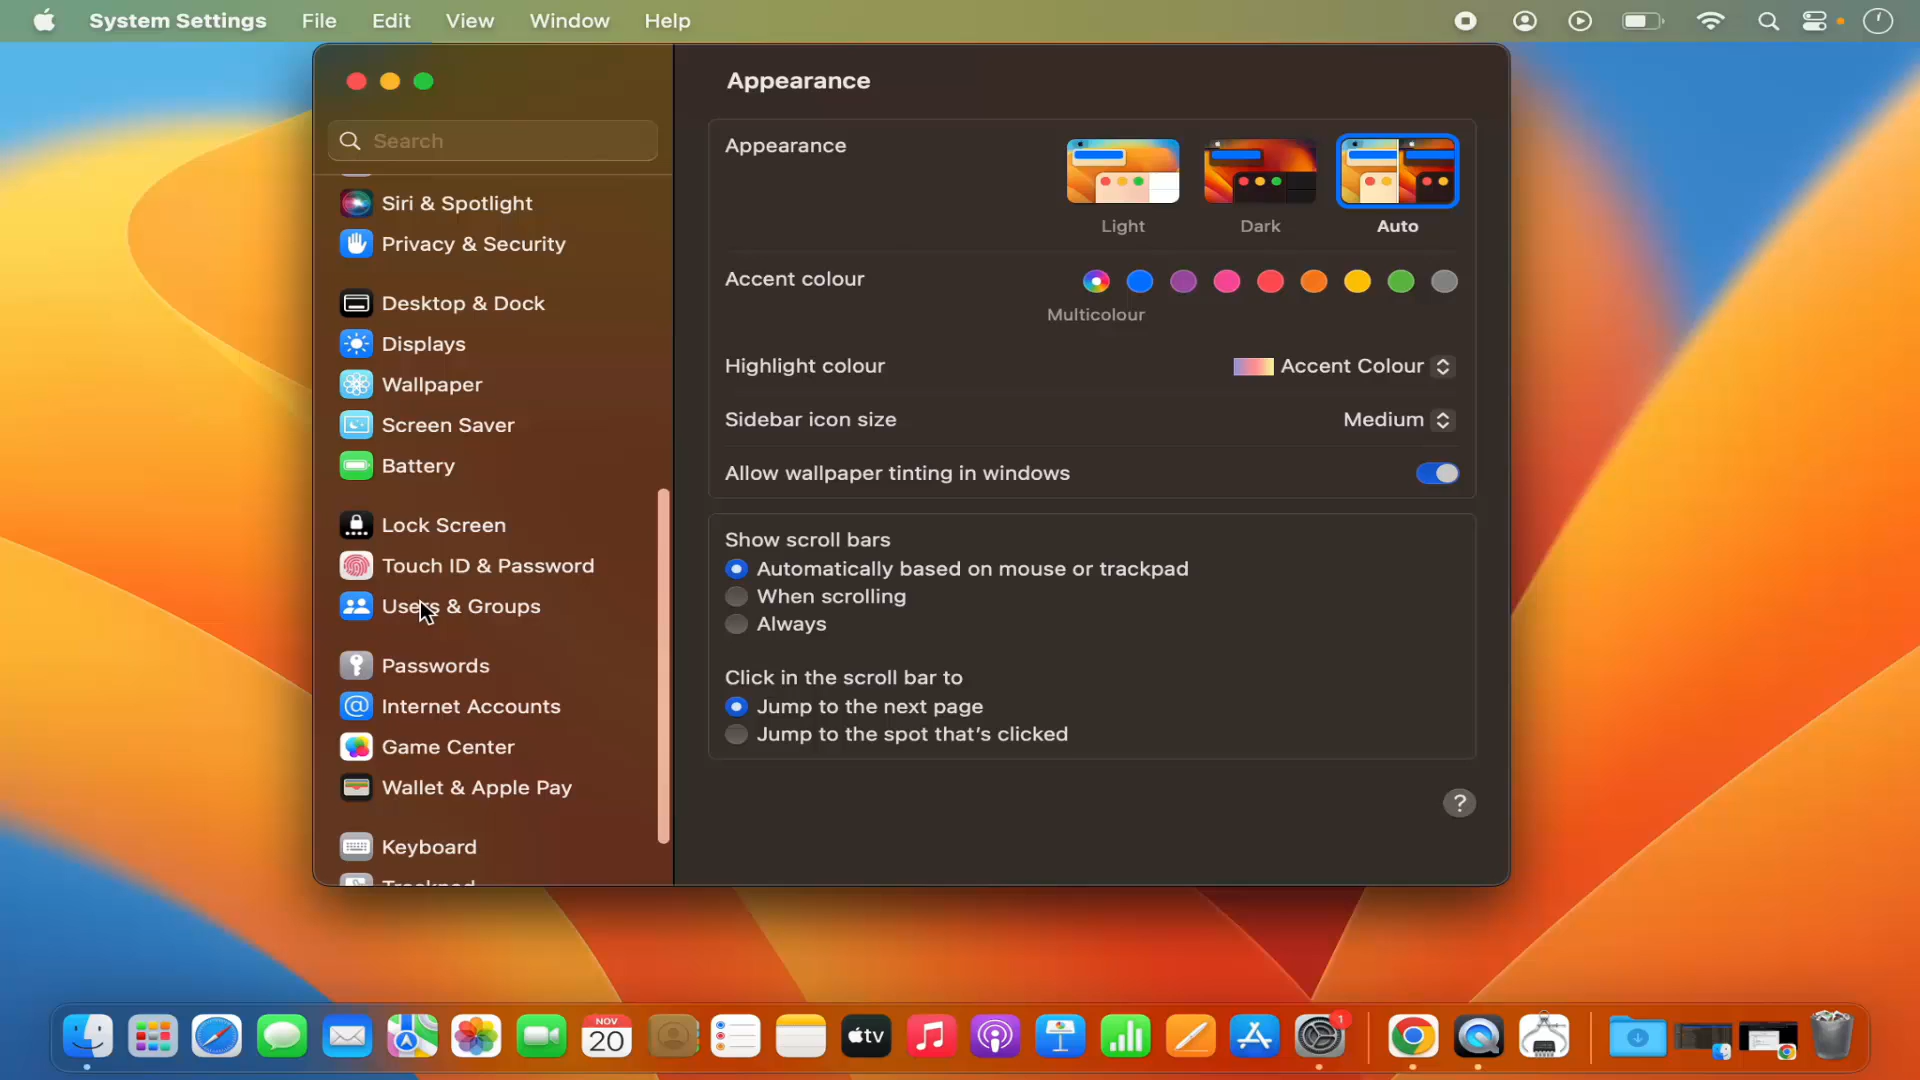 System Settings File Edit View Window Help
Appearance
Search
Siri & Spotlight
Privacy & Security
Desktop & Dock
Displays
Wallpaper
Screen Saver
Battery
Lock Screen
Touch ID & Password
Users & Groups
Passwords
Internet Accounts
Game Center
Wallet & Apple Pay
Keyboard
Trackpad
Appearance
Light Dark Auto
Accent colour
Multicolour
Highlight colour Accent Colour
Sidebar icon size Medium
Allow wallpaper tinting in windows
Show scroll bars
Automatically based on mouse or trackpad
When scrolling
Always
Click in the scroll bar to
Jump to the next page
Jump to the spot that's clicked
?
NOV
20
tv
1